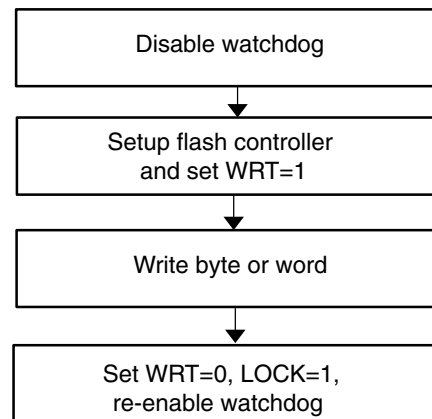 Disable watchdog
Setup flash controller
and set WRT=1
Write byte or word
Set WRT=0, LOCK=1,
re-enable watchdog